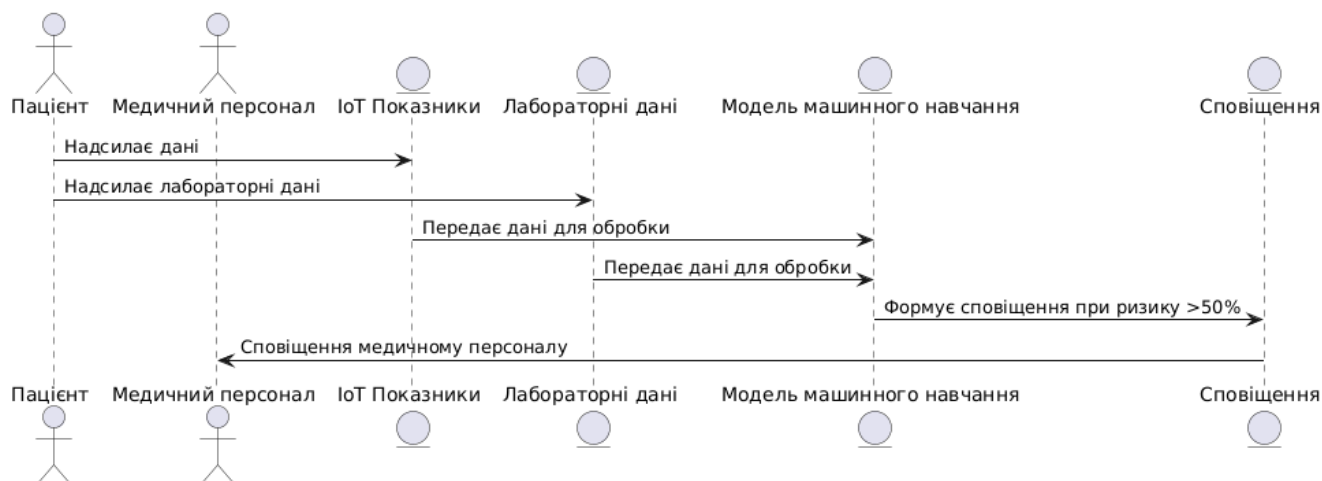 Пацієнт Медичний персонал IoT Показники Лабораторні дані Модель машинного навчання Сповіщення
Надсилає дані
Надсилає лабораторні дані
Передає дані для обробки
Передає дані для обробки
Формує сповіщення при ризику >50%
Сповіщення медичному персоналу
Пацієнт Медичний персонал IoT Показники Лабораторні дані Модель машинного навчання Сповіщення